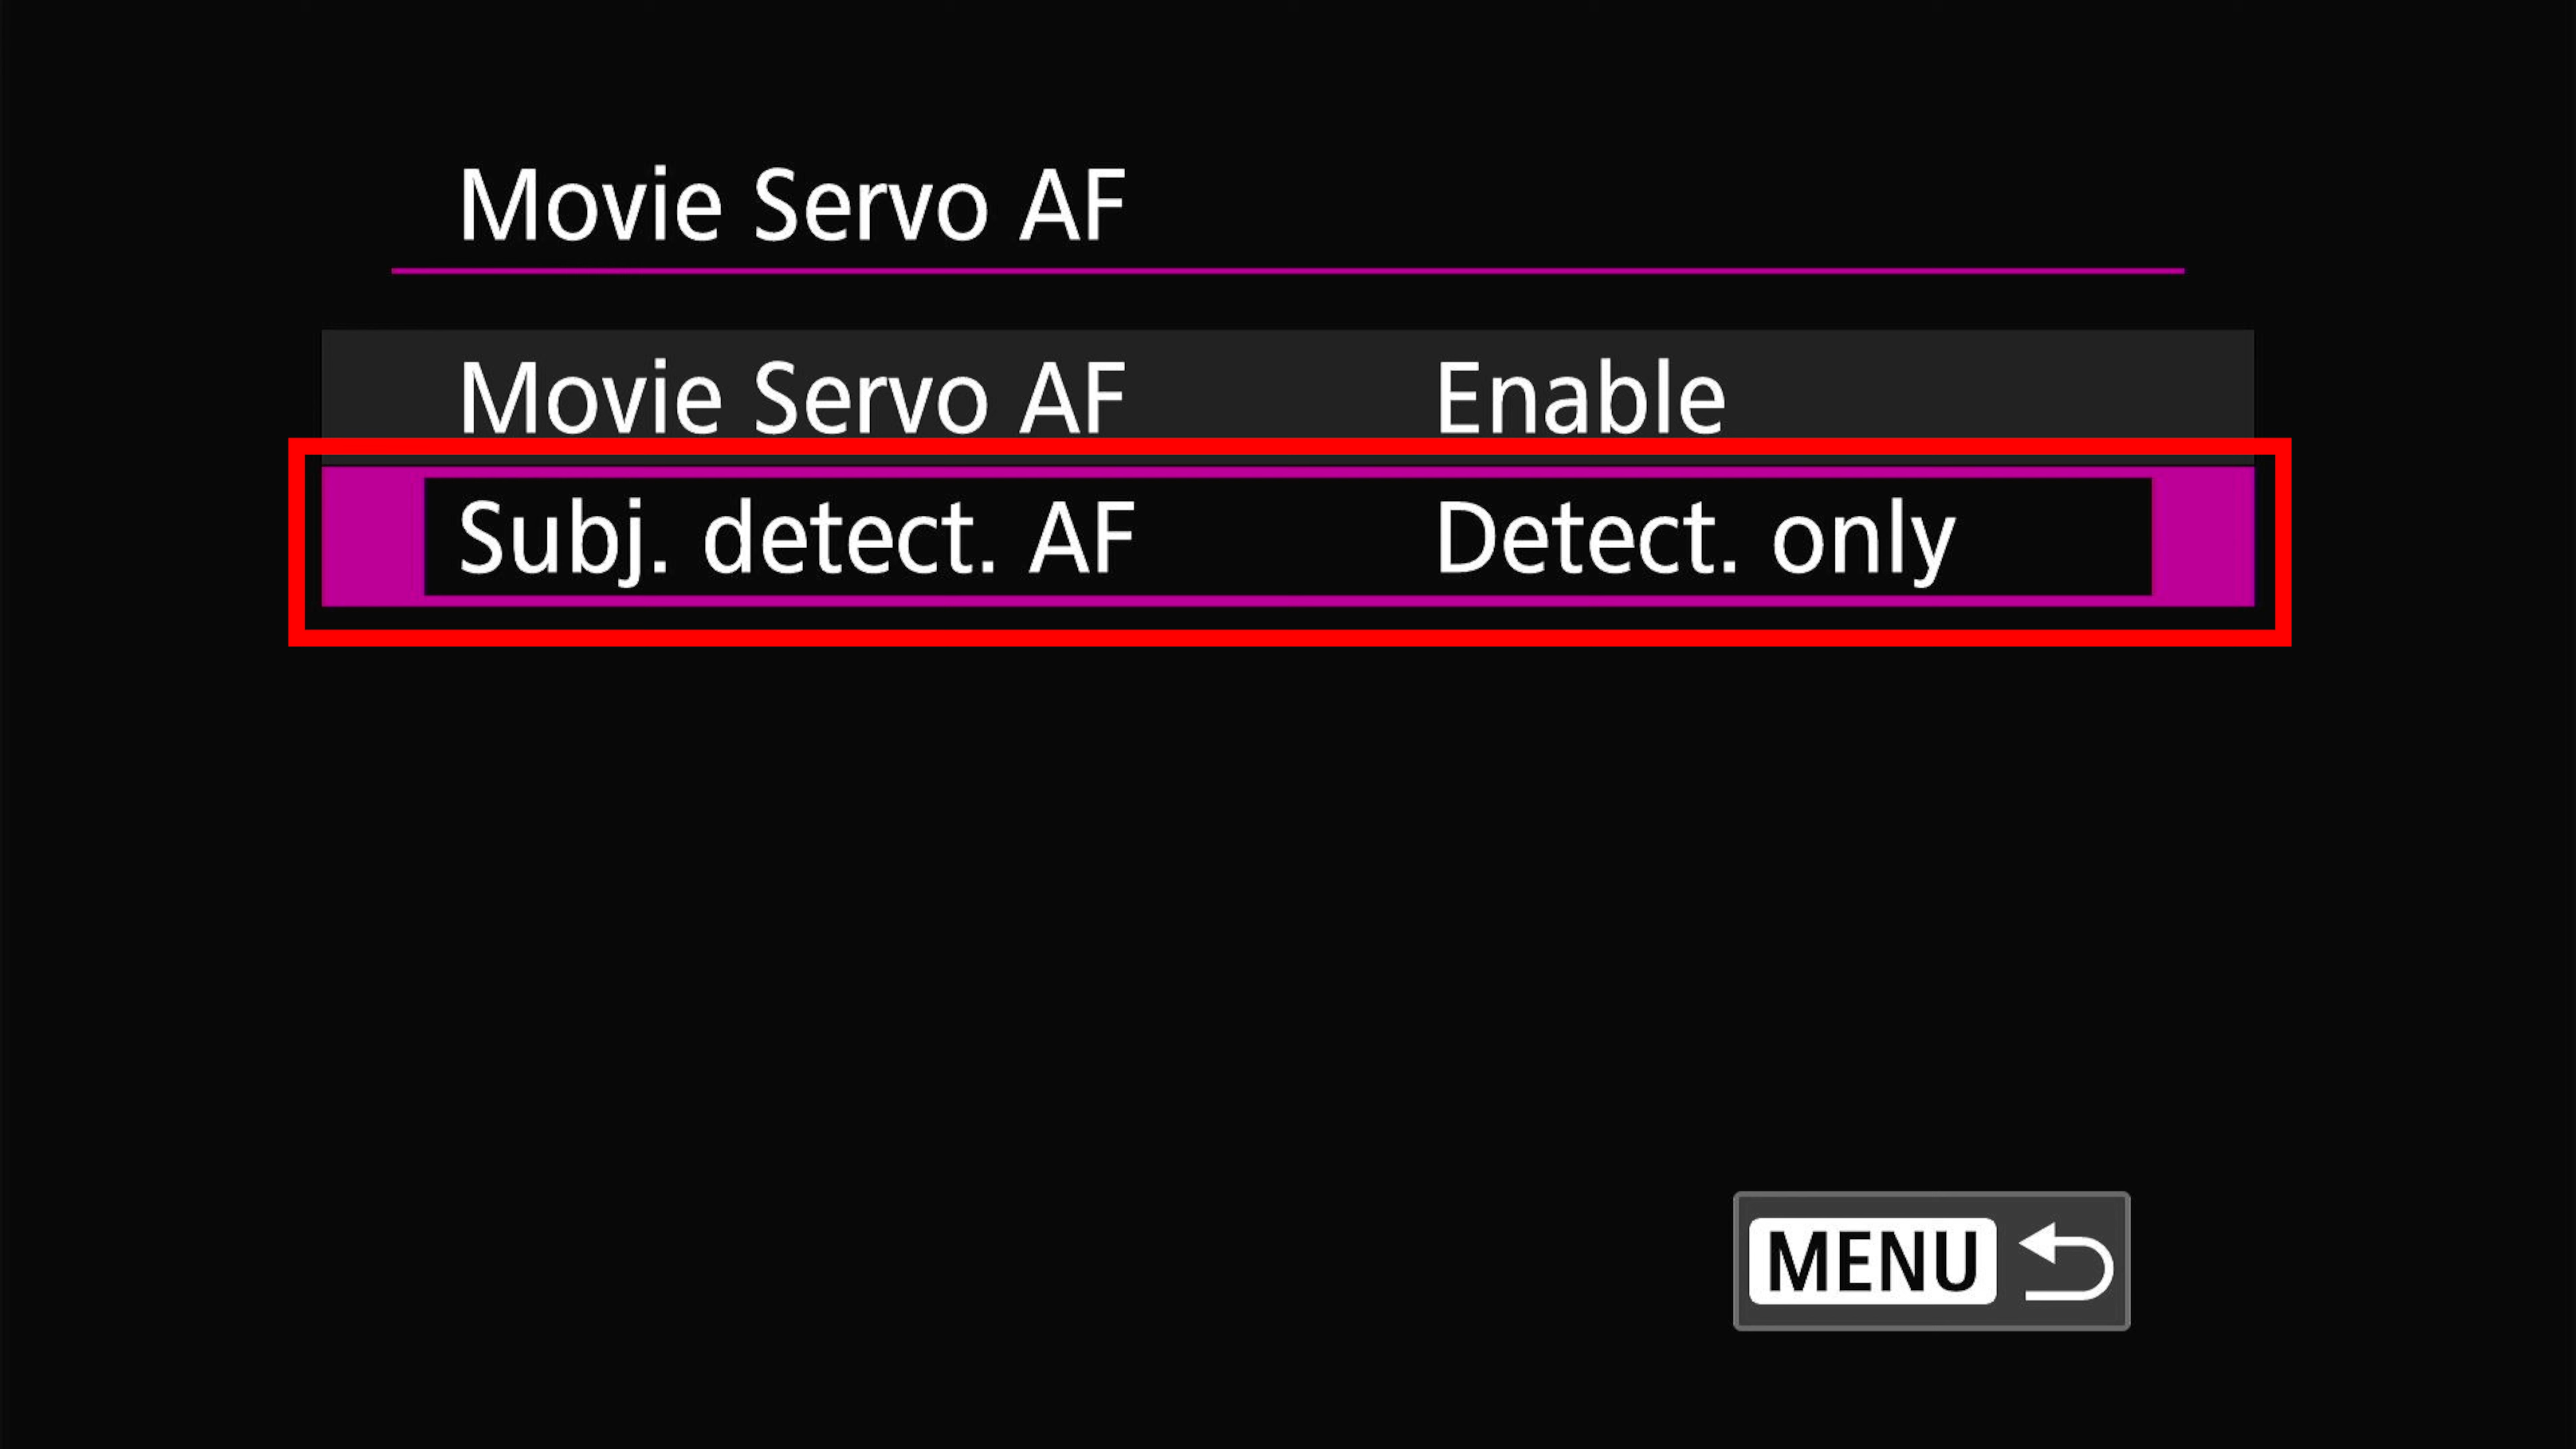 Movie Servo AF
Movie Servo AF Enable
Subj. detect. AF Detect. only
MENU